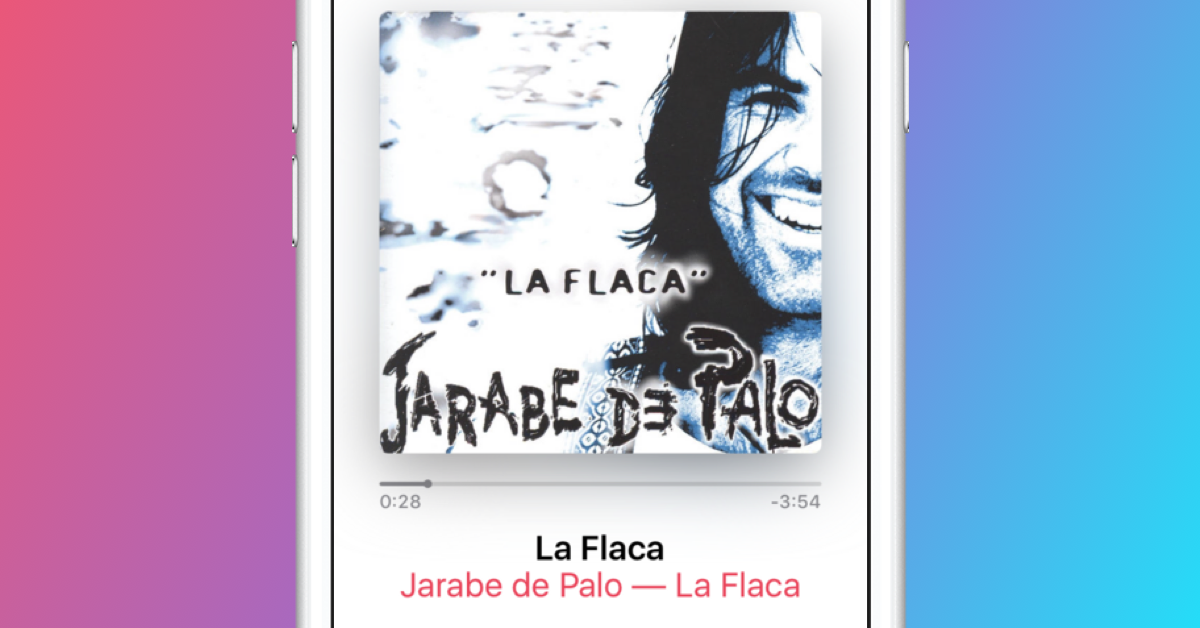 "LA FLACA"
JARABE DE PALO
0:28 -3:54
La Flaca
Jarabe de Palo — La Flaca